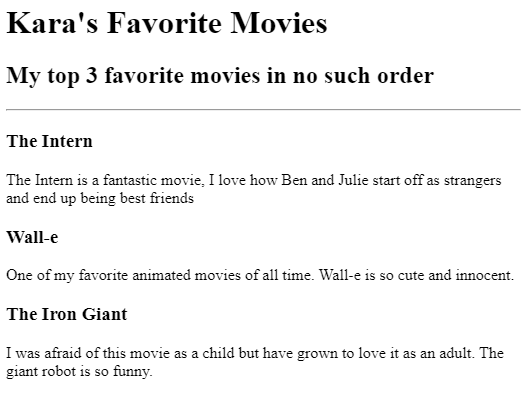 Kara's Favorite Movies
My top 3 favorite movies in no such order
The Intern
The Intern is a fantastic movie, I love how Ben and Julie start off as strangers
and end up being best friends
Wall-e
One of my favorite animated movies of all time. Wall-e is so cute and innocent.
The Iron Giant
I was afraid of this movie as a child but have grown to love it as an adult. The
giant robot is so funny.